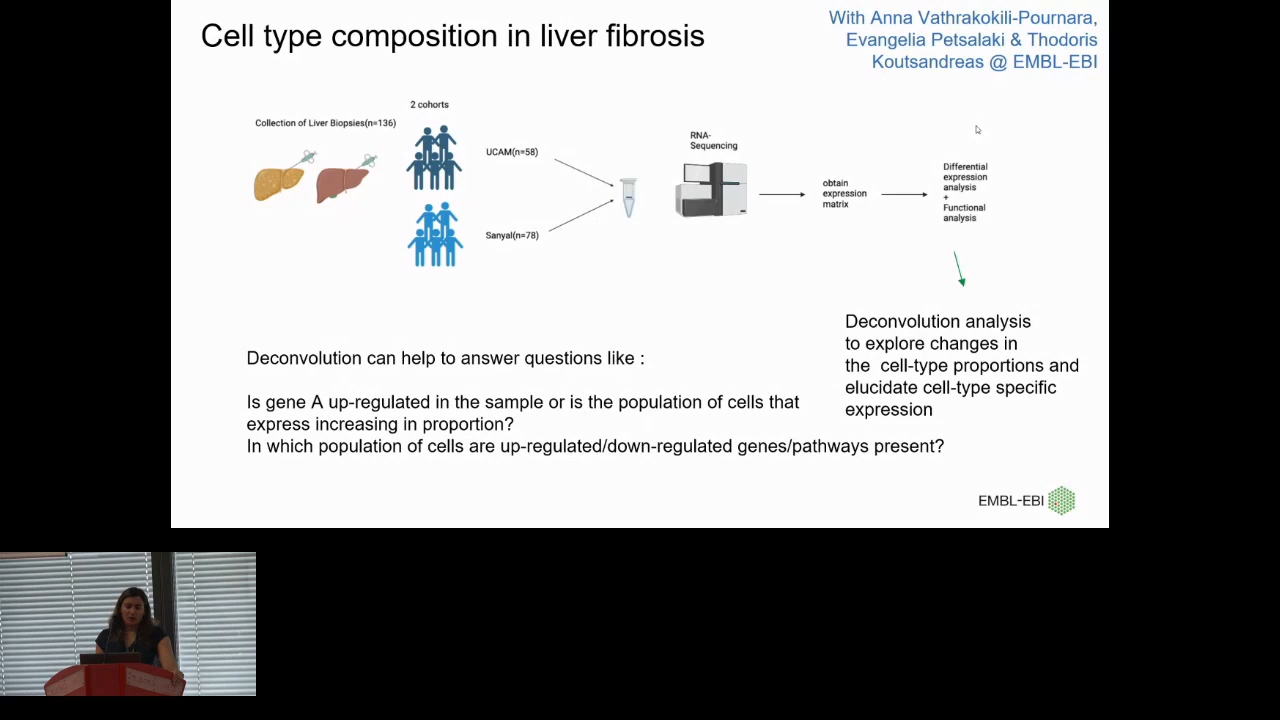 Cell type composition in liver fibrosis
With Anna Vathrakokili-Pournara,
Evangelia Petsalaki & Thodoris
Koutsandreas @ EMBL-EBI
2 cohorts
Collection of Liver Biopsies(n=136)
UCAM(n=58)
Sanyal(n=78)
RNA-
Sequencing
obtain
expression
matrix
Differential
expression
analysis
+
Functional
analysis
Deconvolution analysis
to explore changes in
the cell-type proportions and
elucidate cell-type specific
expression
Deconvolution can help to answer questions like :
Is gene A up-regulated in the sample or is the population of cells that
express increasing in proportion?
In which population of cells are up-regulated/down-regulated genes/pathways present?
EMBL-EBI